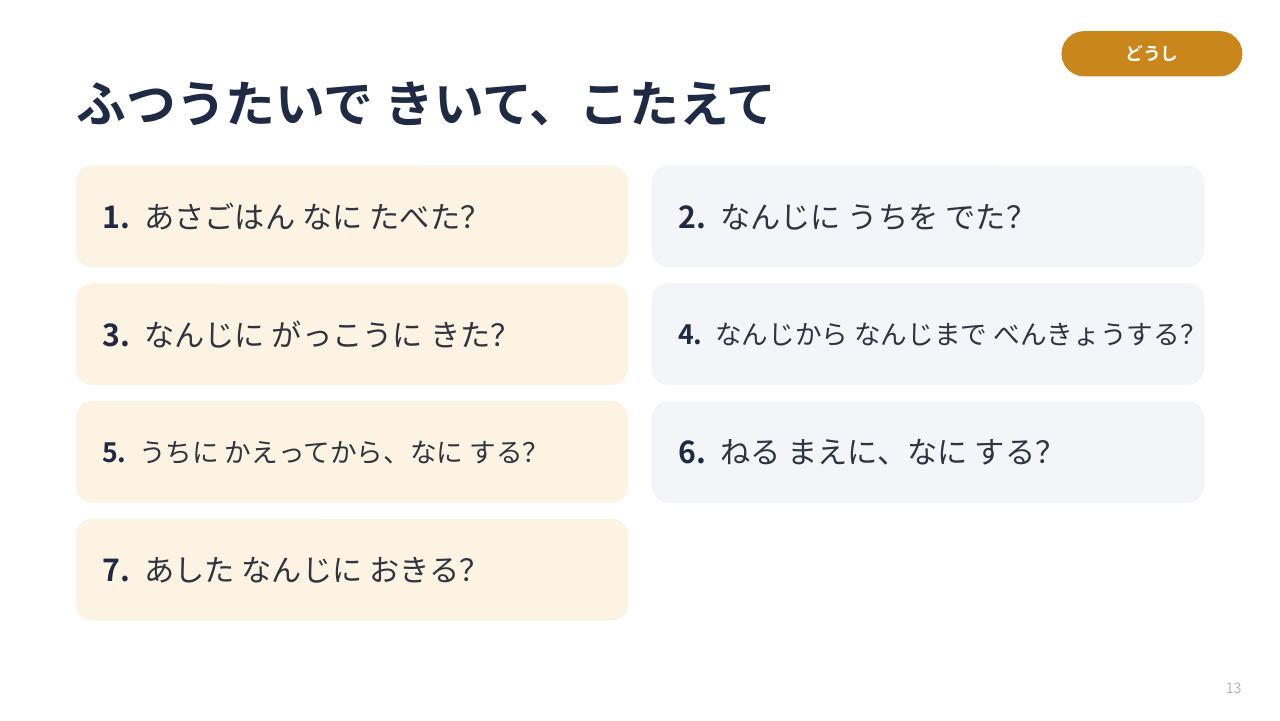 どうし
ふつうたいで きいて、こたえて
1. あさごはん なに たべた?
2. なんじに うちを でた?
3. なんじに がっこうに きた?
4. なんじから なんじまで べんきょうする?
5. うちに かえってから、なに する?
6. ねる まえに、なに する?
7. あした なんじに おきる?
13